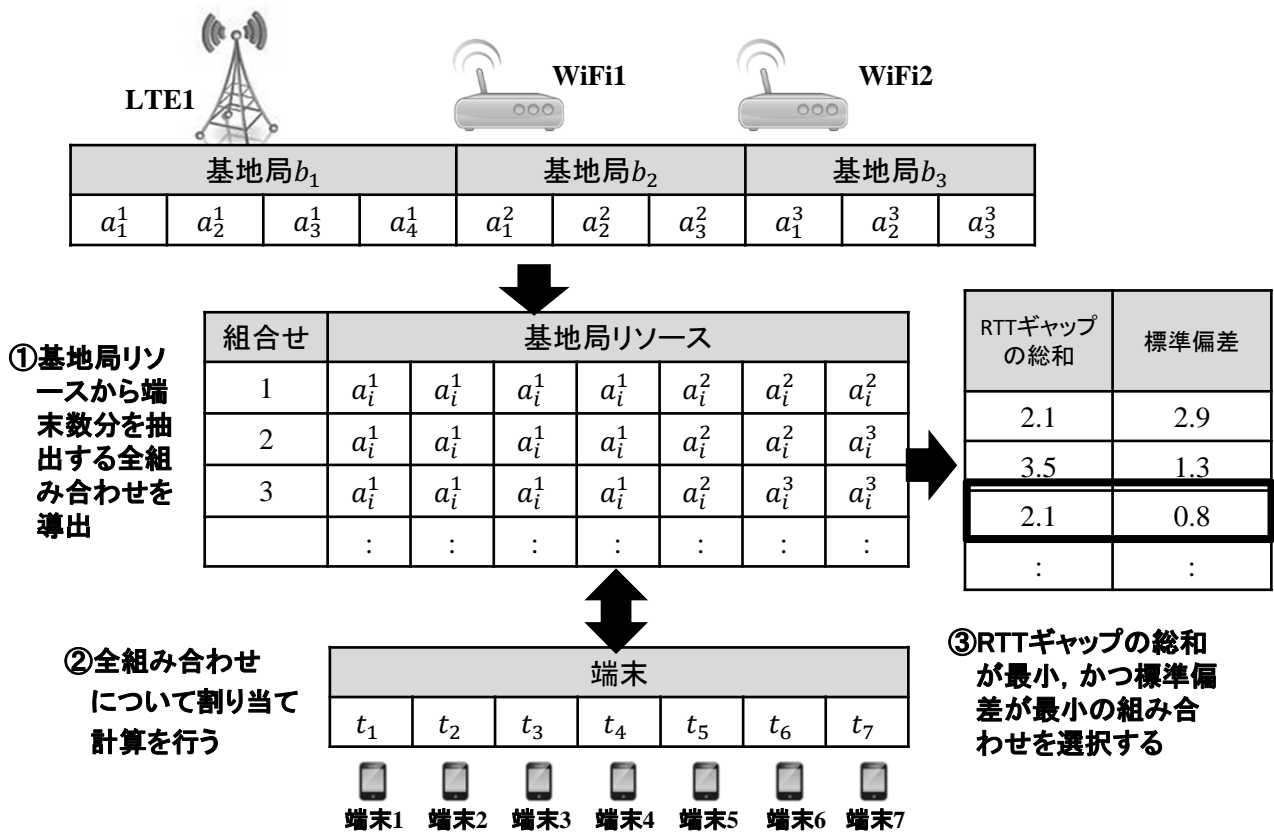 LTE1
WiFi1
WiFi2
基地局b₁ 基地局b₂ 基地局b₃
a₁¹ a₂¹ a₃¹ a₄¹ a₁² a₂² a₃² a₁³ a₂³ a₃³
①基地局リソ
ースから端
末数分を抽
出する全組
み合わせを
導出
組合せ 基地局リソース
1 aᵢ¹ aᵢ¹ aᵢ¹ aᵢ¹ aᵢ² aᵢ² aᵢ²
2 aᵢ¹ aᵢ¹ aᵢ¹ aᵢ¹ aᵢ² aᵢ² aᵢ³
3 aᵢ¹ aᵢ¹ aᵢ¹ aᵢ¹ aᵢ² aᵢ³ aᵢ³
: : : : : : :
RTTギャップ
の総和
標準偏差
2.1 2.9
3.5 1.3
2.1 0.8
: :
②全組み合わせ
について割り当て
計算を行う
端末
t₁ t₂ t₃ t₄ t₅ t₆ t₇
端末1 端末2 端末3 端末4 端末5 端末6 端末7
③RTTギャップの総和
が最小，かつ標準偏
差が最小の組み合
わせを選択する